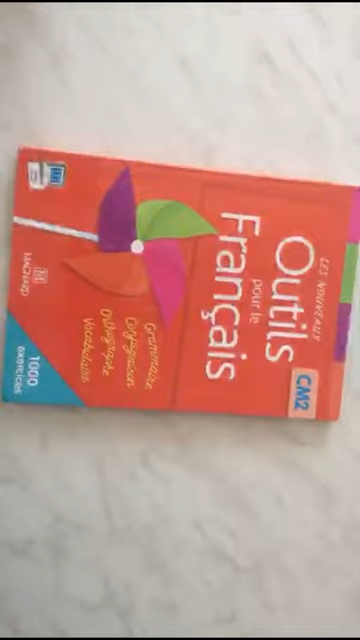 LES NOUVEAUX
Outils
pour le
Français
CM2
Grammaire
Conjugaison
Orthographe
Vocabulaire
1000
exercices
MAGNARD